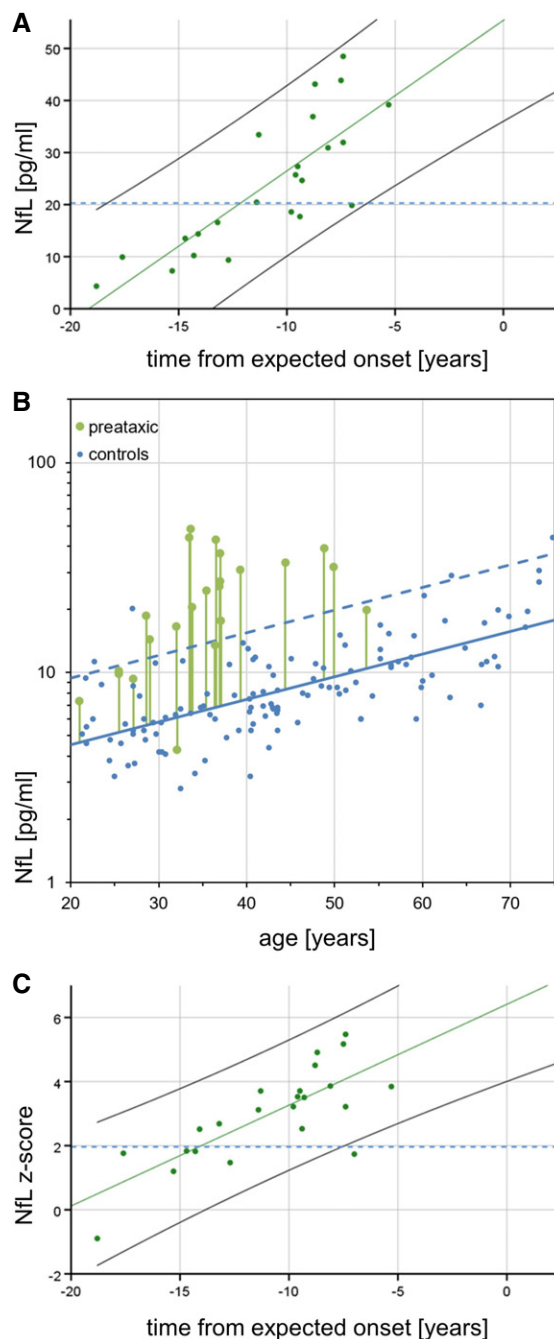 A
50
40
30
20
10
0
NfL [pg/ml]
-20 -15 -10 -5 0
time from expected onset [years]
B
preataxic
controls
100
10
1
NfL [pg/ml]
20 30 40 50 60 70
age [years]
C
6
4
2
0
-2
NfL z-score
-20 -15 -10 -5 0
time from expected onset [years]